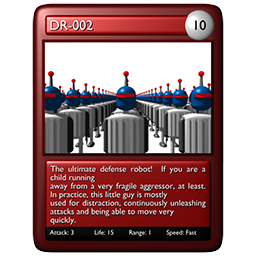 DR-002
10
The ultimate defense robot!  If you are a
child running
away from a very fragile aggressor, at least.
In practice, this little guy is mostly
used for distraction, continuously unleashing
attacks and being able to move very
quickly.
Attack: 3 Life: 15 Range: 1 Speed: Fast